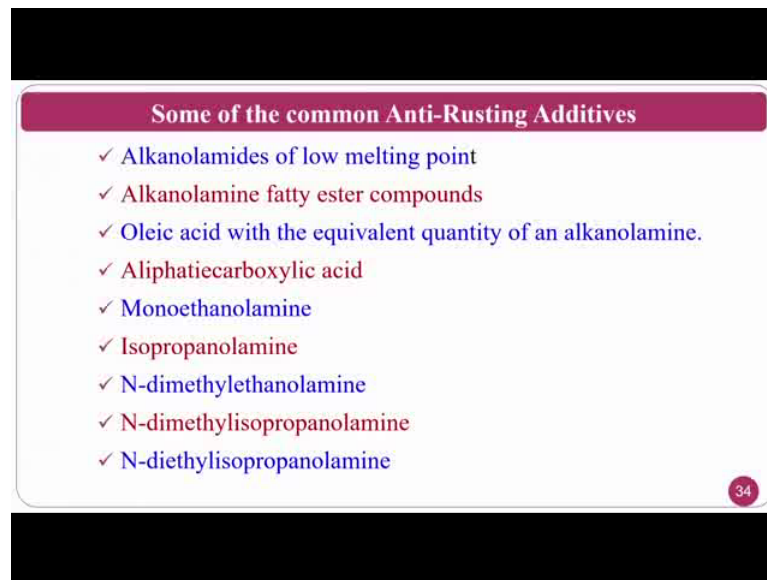 Some of the common Anti-Rusting Additives
✓ Alkanolamides of low melting point
✓ Alkanolamine fatty ester compounds
✓ Oleic acid with the equivalent quantity of an alkanolamine.
✓ Aliphatiecarboxylic acid
✓ Monoethanolamine
✓ Isopropanolamine
✓ N-dimethylethanolamine
✓ N-dimethylisopropanolamine
✓ N-diethylisopropanolamine
34